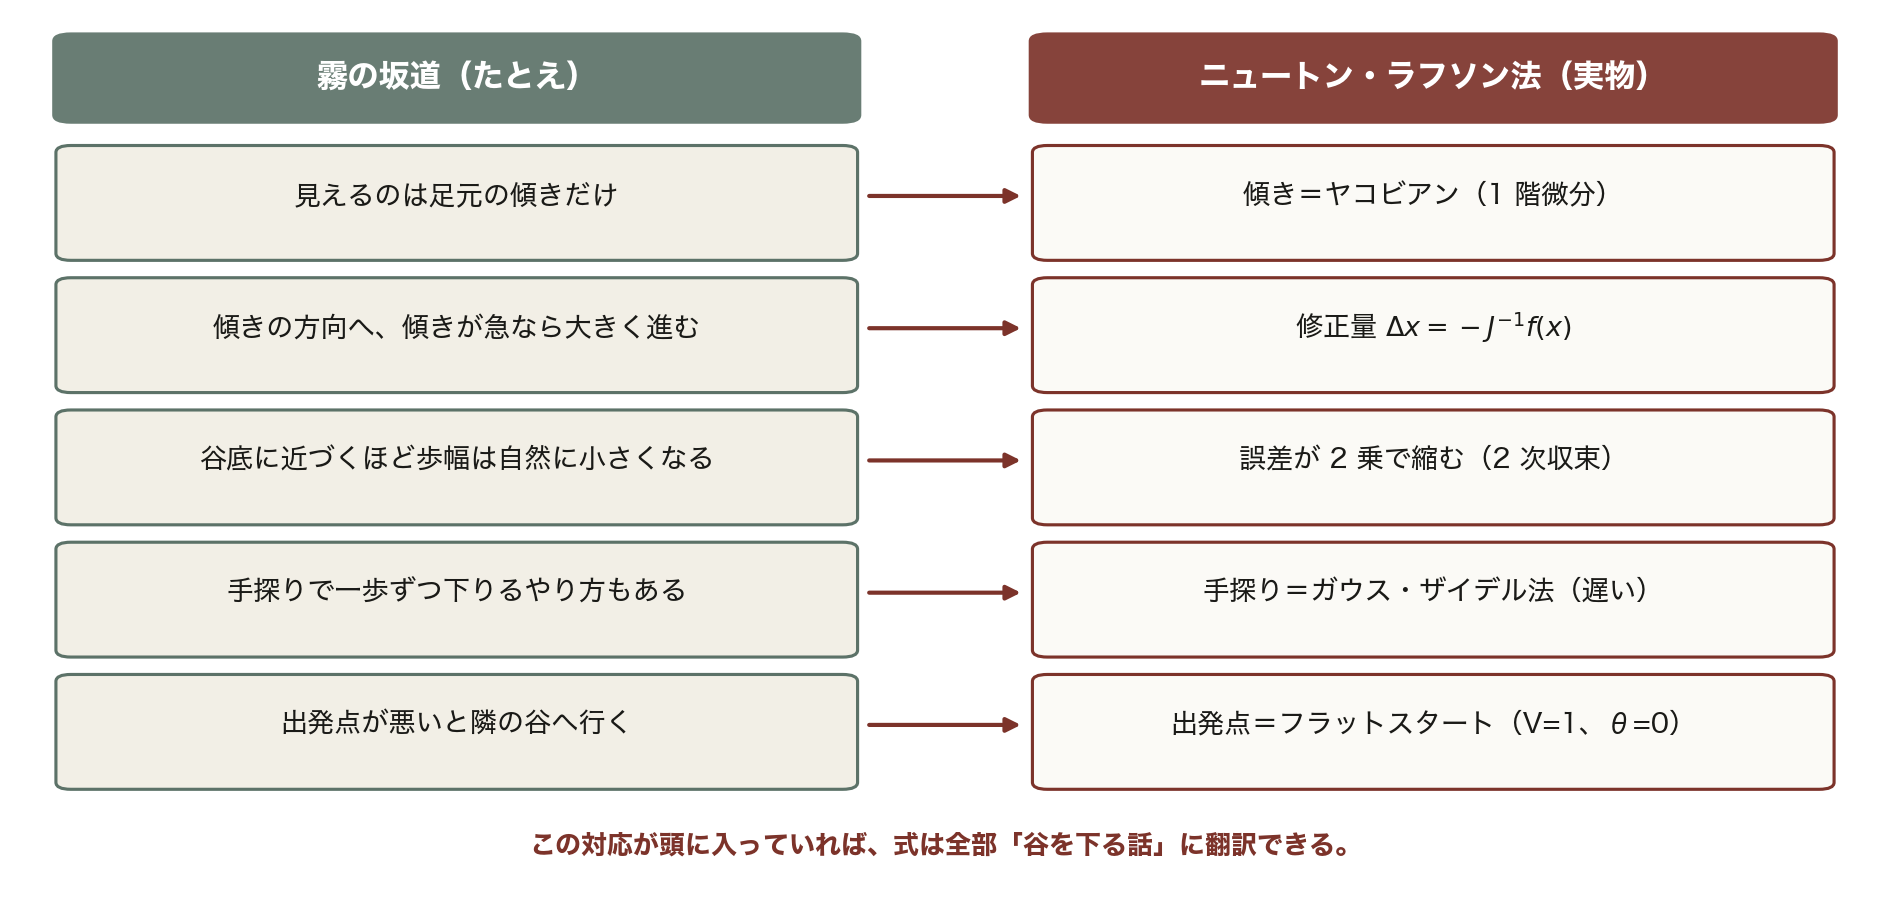 霧の坂道（たとえ）
ニュートン・ラフソン法（実物）
見えるのは足元の傾きだけ
傾き＝ヤコビアン（1 階微分）
傾きの方向へ、傾きが急なら大きく進む
修正量 Δx = −J⁻¹f(x)
谷底に近づくほど歩幅は自然に小さくなる
誤差が 2 乗で縮む（2 次収束）
手探りで一歩ずつ下りるやり方もある
手探り＝ガウス・ザイデル法（遅い）
出発点が悪いと隣の谷へ行く
出発点＝フラットスタート（V=1、θ=0）
この対応が頭に入っていれば、式は全部「谷を下る話」に翻訳できる。